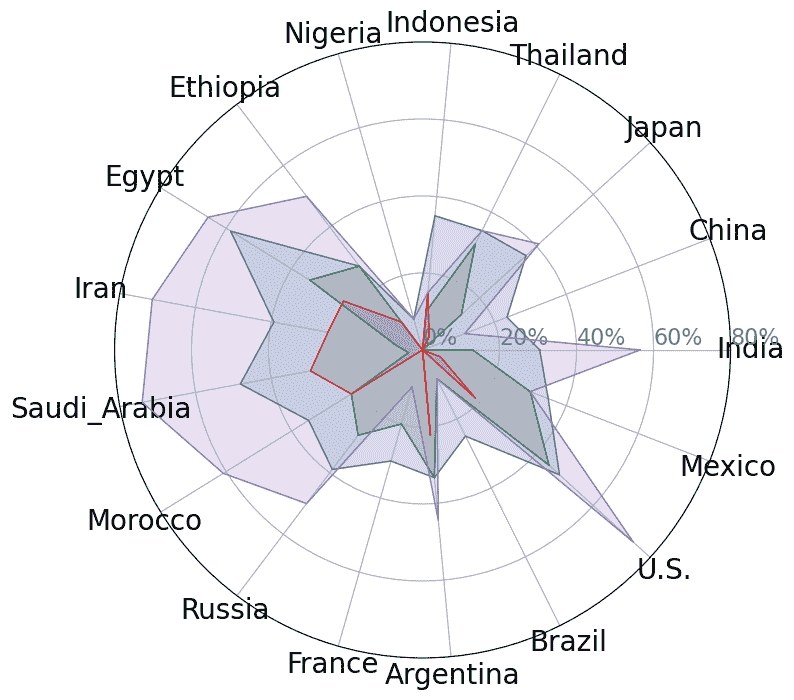 Indonesia
Nigeria
Thailand
Ethiopia
Japan
Egypt
China
Iran
0% 20% 40% 60% 80%
India
Saudi_Arabia
Mexico
Morocco
U.S.
Russia
Brazil
France
Argentina